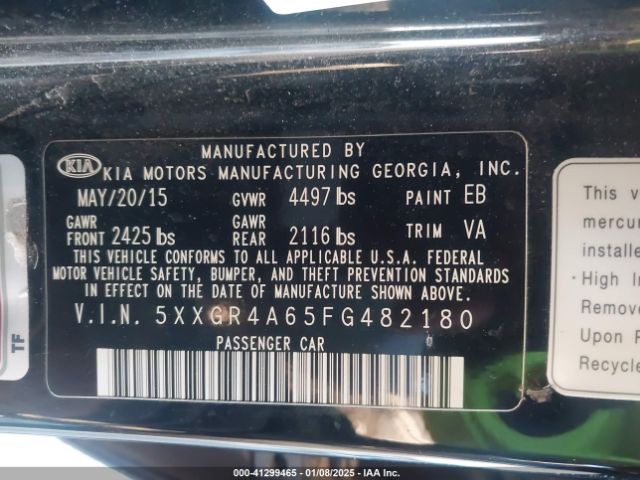 MANUFACTURED BY
KIA KIA MOTORS MANUFACTURING GEORGIA, INC.
MAY/20/15 GVWR 4497 lbs PAINT EB
GAWR FRONT 2425 lbs GAWR REAR 2116 lbs TRIM VA
THIS VEHICLE CONFORMS TO ALL APPLICABLE U.S.A. FEDERAL
MOTOR VEHICLE SAFETY, BUMPER, AND THEFT PREVENTION STANDARDS
IN EFFECT ON THE DATE OF MANUFACTURE SHOWN ABOVE.
V.I.N. 5XXGR4A65FG482180
PASSENGER CAR
TF
This v
mercur
installe
· High In
Remove
Upon R
Recycle
000-41299465 - 01/08/2025 - IAA Inc.